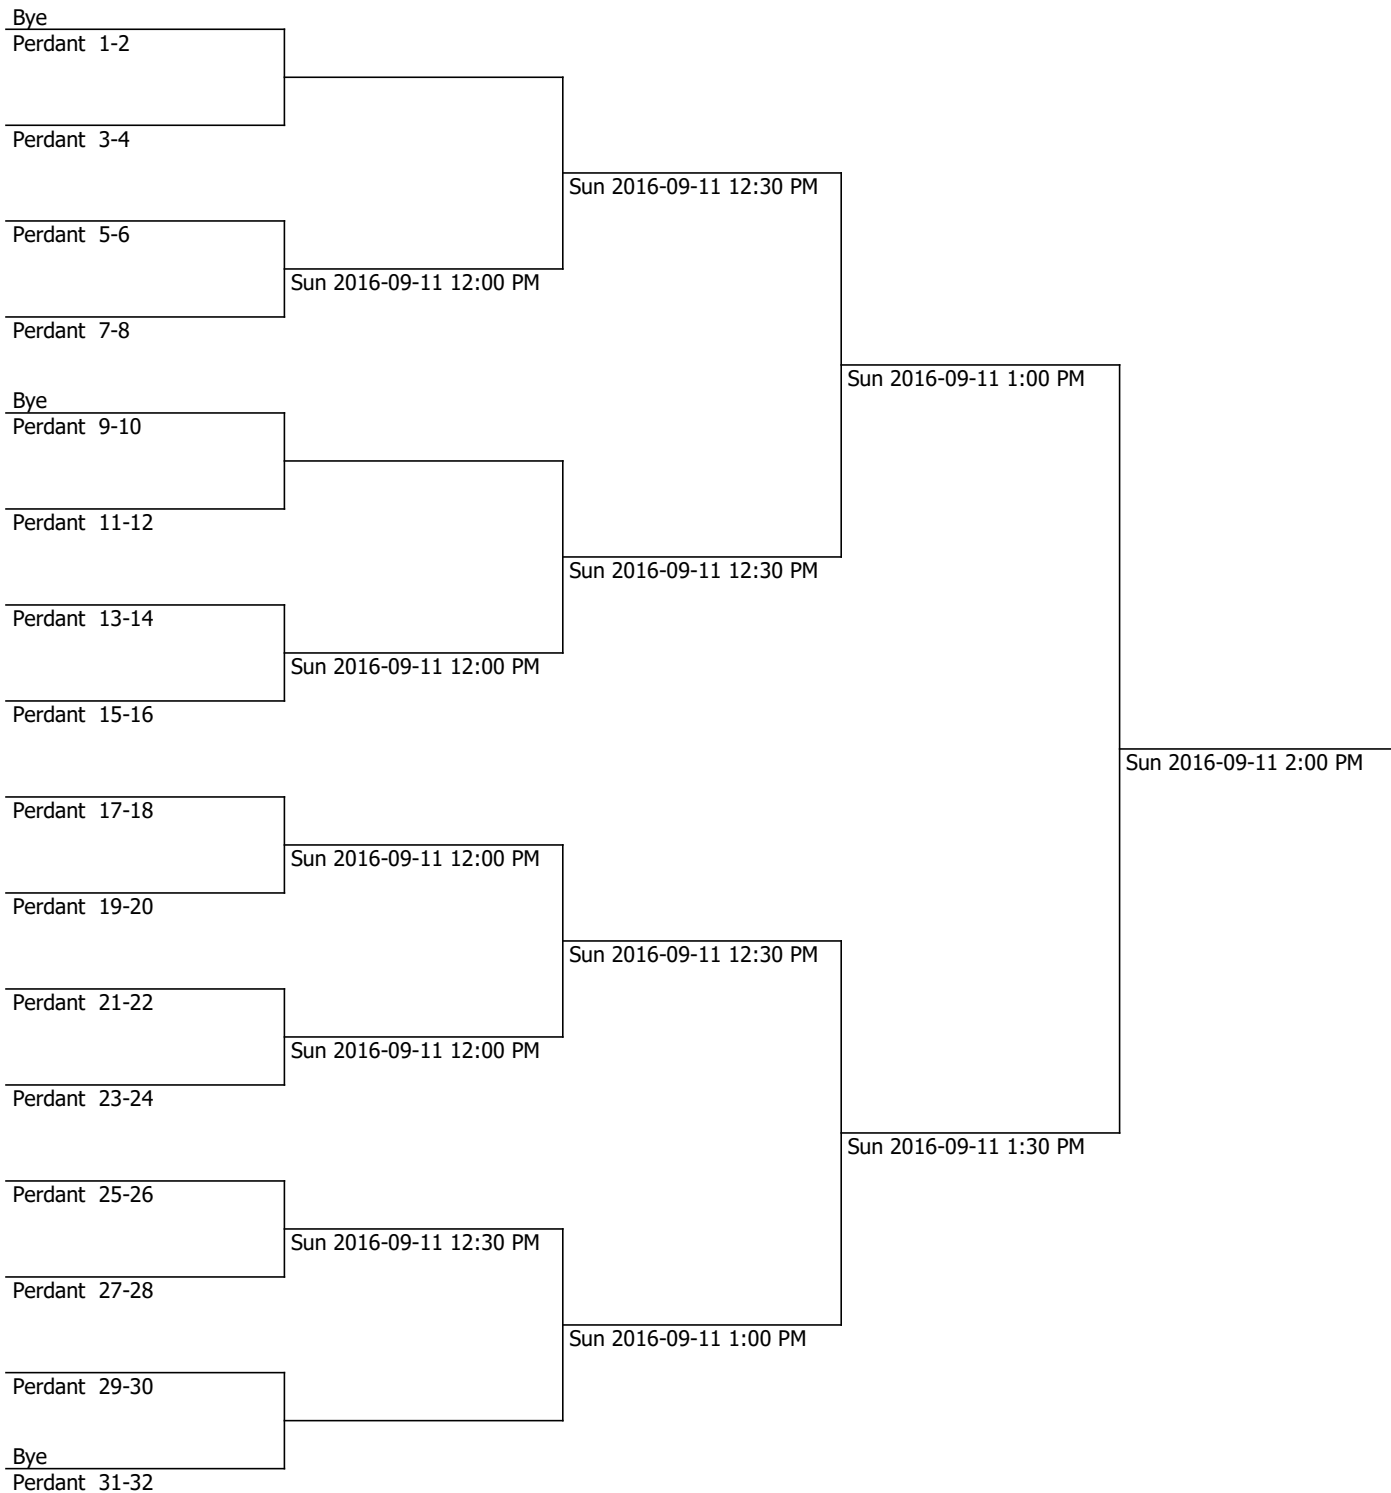 Bye
Perdant 1-2
Perdant 3-4
Sun 2016-09-11 12:30 PM
Perdant 5-6
Sun 2016-09-11 12:00 PM
Perdant 7-8
Sun 2016-09-11 1:00 PM
Bye
Perdant 9-10
Perdant 11-12
Sun 2016-09-11 12:30 PM
Perdant 13-14
Sun 2016-09-11 12:00 PM
Perdant 15-16
Sun 2016-09-11 2:00 PM
Perdant 17-18
Sun 2016-09-11 12:00 PM
Perdant 19-20
Sun 2016-09-11 12:30 PM
Perdant 21-22
Sun 2016-09-11 12:00 PM
Perdant 23-24
Sun 2016-09-11 1:30 PM
Perdant 25-26
Sun 2016-09-11 12:30 PM
Perdant 27-28
Sun 2016-09-11 1:00 PM
Perdant 29-30
Bye
Perdant 31-32